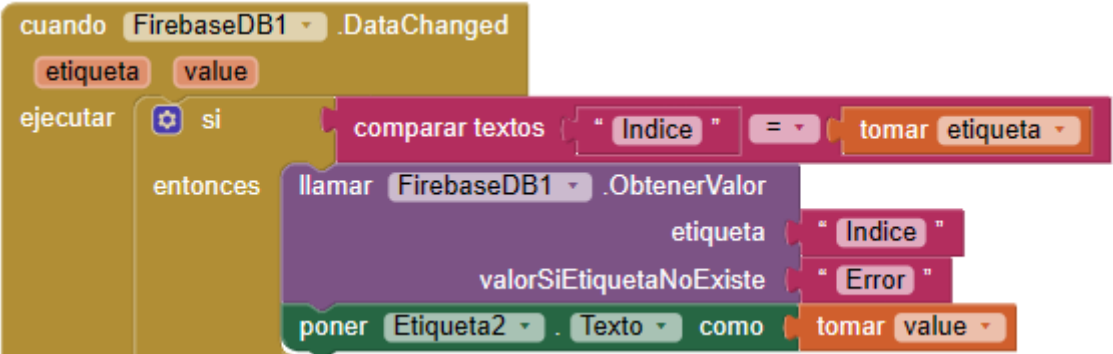 cuando FirebaseDB1 .DataChanged
etiqueta value
ejecutar si comparar textos " Indice " = tomar etiqueta
entonces llamar FirebaseDB1 .ObtenerValor
etiqueta " Indice "
valorSiEtiquetaNoExiste " Error "
poner Etiqueta2 . Texto como tomar value